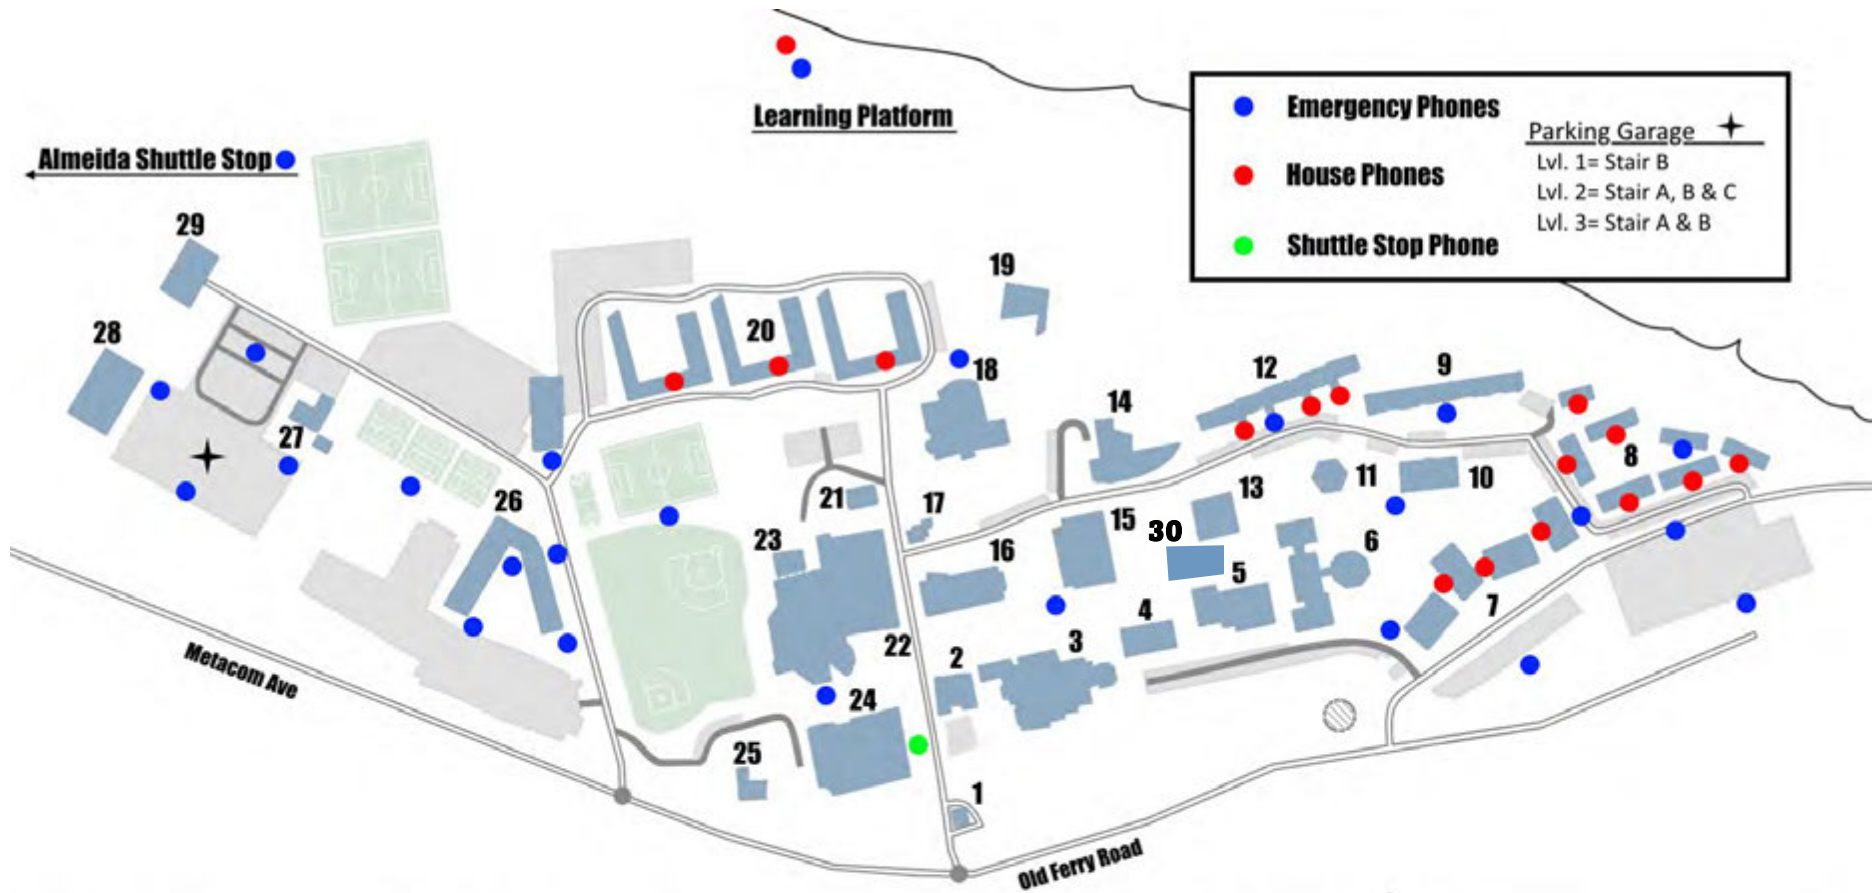 Learning Platform
Emergency Phones
House Phones
Shuttle Stop Phone
Parking Garage
Lvl. 1= Stair B
Lvl. 2= Stair A, B & C
Lvl. 3= Stair A & B
Almeida Shuttle Stop
29
19
28
20
18
12
9
14
27
8
26
21
17
13
11
10
15
30
23
16
5
6
4
7
22
2
3
Metacom Ave
24
25
1
Old Ferry Road